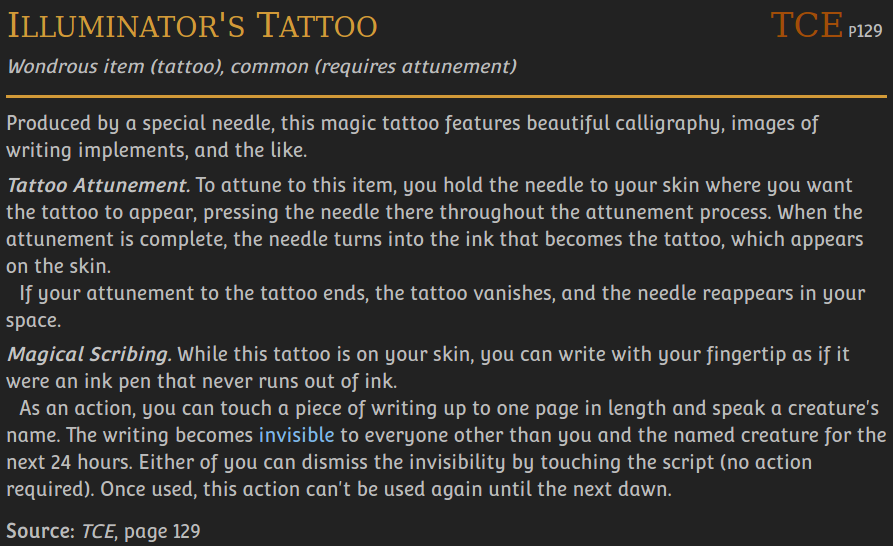 Illuminator's Tattoo TCE P129
Wondrous item (tattoo), common (requires attunement)
Produced by a special needle, this magic tattoo features beautiful calligraphy, images of
writing implements, and the like.
Tattoo Attunement. To attune to this item, you hold the needle to your skin where you want
the tattoo to appear, pressing the needle there throughout the attunement process. When the
attunement is complete, the needle turns into the ink that becomes the tattoo, which appears
on the skin.
If your attunement to the tattoo ends, the tattoo vanishes, and the needle reappears in your
space.
Magical Scribing. While this tattoo is on your skin, you can write with your fingertip as if it
were an ink pen that never runs out of ink.
As an action, you can touch a piece of writing up to one page in length and speak a creature's
name. The writing becomes invisible to everyone other than you and the named creature for the
next 24 hours. Either of you can dismiss the invisibility by touching the script (no action
required). Once used, this action can't be used again until the next dawn.
Source: TCE, page 129